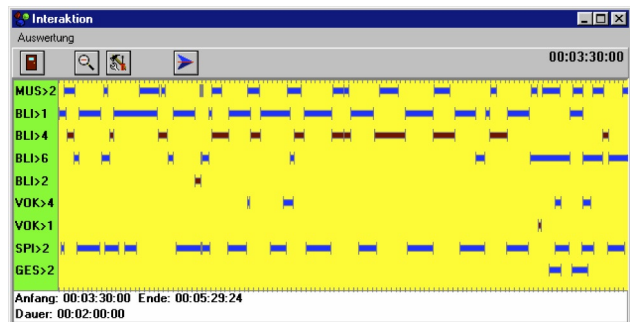 Interaktion
Auswertung
00:03:30:00
MUS>2
BLI>1
BLI>4
BLI>6
BLI>2
VOK>4
VOK>1
SPI>2
GES>2
Anfang: 00:03:30:00 Ende: 00:05:29:24
Dauer: 00:02:00:00